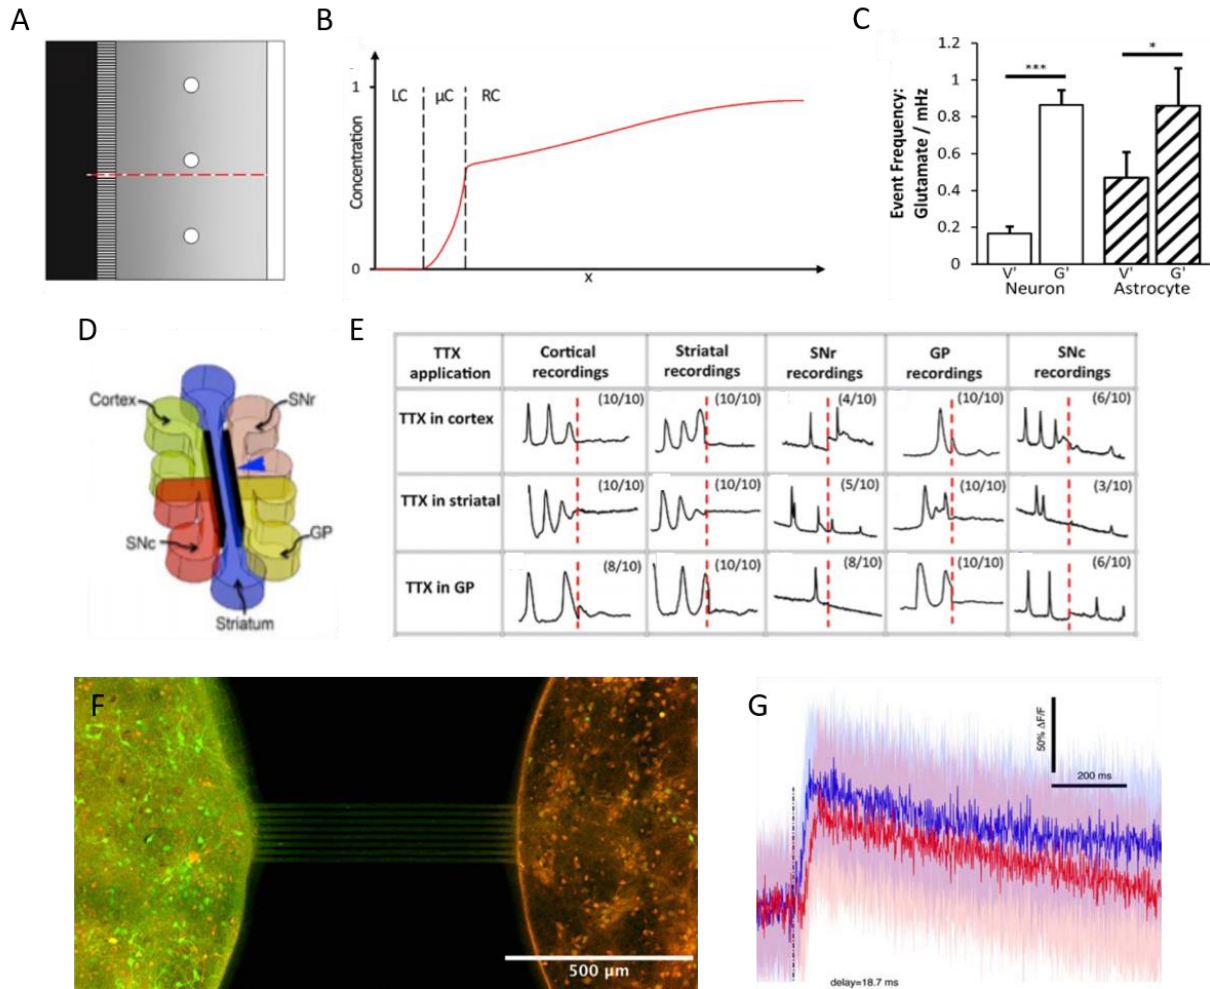 A
B
1
Concentration
0
LC
µC
RC
x
C
Event Frequency:
Glutamate / mHz
1.2
1
0.8
0.6
0.4
0.2
0
***
*
V'
G'
V'
G'
Neuron
Astrocyte
D
Cortex
SNr
SNc
GP
Striatum
E
TTX
application
Cortical
recordings
Striatal
recordings
SNr
recordings
GP
recordings
SNc
recordings
TTX in cortex
(10/10)
(10/10)
(4/10)
(10/10)
(6/10)
TTX in striatal
(10/10)
(10/10)
(5/10)
(10/10)
(3/10)
TTX in GP
(8/10)
(10/10)
(8/10)
(10/10)
(6/10)
F
500 µm
G
50% ΔF/F
200 ms
delay=18.7 ms